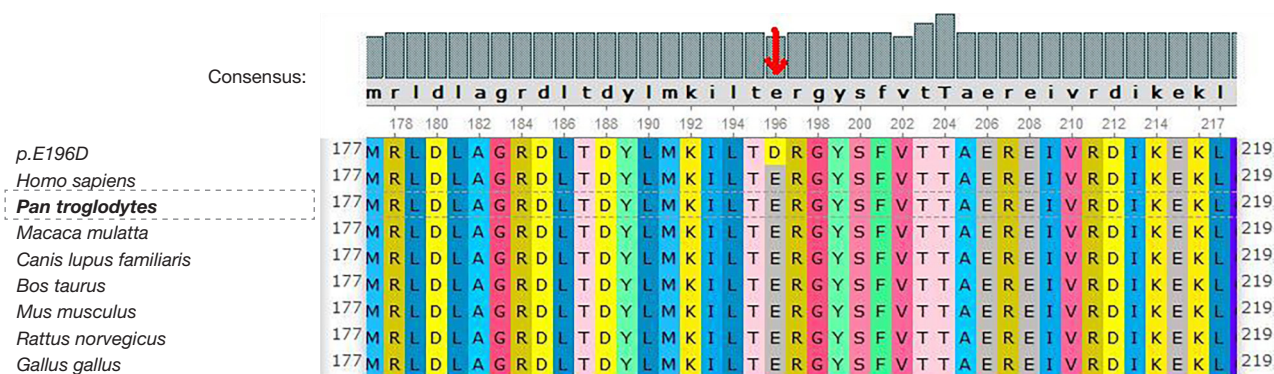 Consensus:
m r l d l a g r d l t d y l m k i l t e r g y s f v t T a e r e i v r d i k e k l
178 180 182 184 186 188 190 192 194 196 198 200 202 204 206 208 210 212 214 217
p.E196D 177 M R L D L A G R D L T D Y L M K I L T D R G Y S F V T T A E R E I V R D I K E K L 219
Homo sapiens 177 M R L D L A G R D L T D Y L M K I L T E R G Y S F V T T A E R E I V R D I K E K L 219
Pan troglodytes 177 M R L D L A G R D L T D Y L M K I L T E R G Y S F V T T A E R E I V R D I K E K L 219
Macaca mulatta 177 M R L D L A G R D L T D Y L M K I L T E R G Y S F V T T A E R E I V R D I K E K L 219
Canis lupus familiaris 177 M R L D L A G R D L T D Y L M K I L T E R G Y S F V T T A E R E I V R D I K E K L 219
Bos taurus 177 M R L D L A G R D L T D Y L M K I L T E R G Y S F V T T A E R E I V R D I K E K L 219
Mus musculus 177 M R L D L A G R D L T D Y L M K I L T E R G Y S F V T T A E R E I V R D I K E K L 219
Rattus norvegicus 177 M R L D L A G R D L T D Y L M K I L T E R G Y S F V T T A E R E I V R D I K E K L 219
Gallus gallus 177 M R L D L A G R D L T D Y L M K I L T E R G Y S F V T T A E R E I V R D I K E K L 219